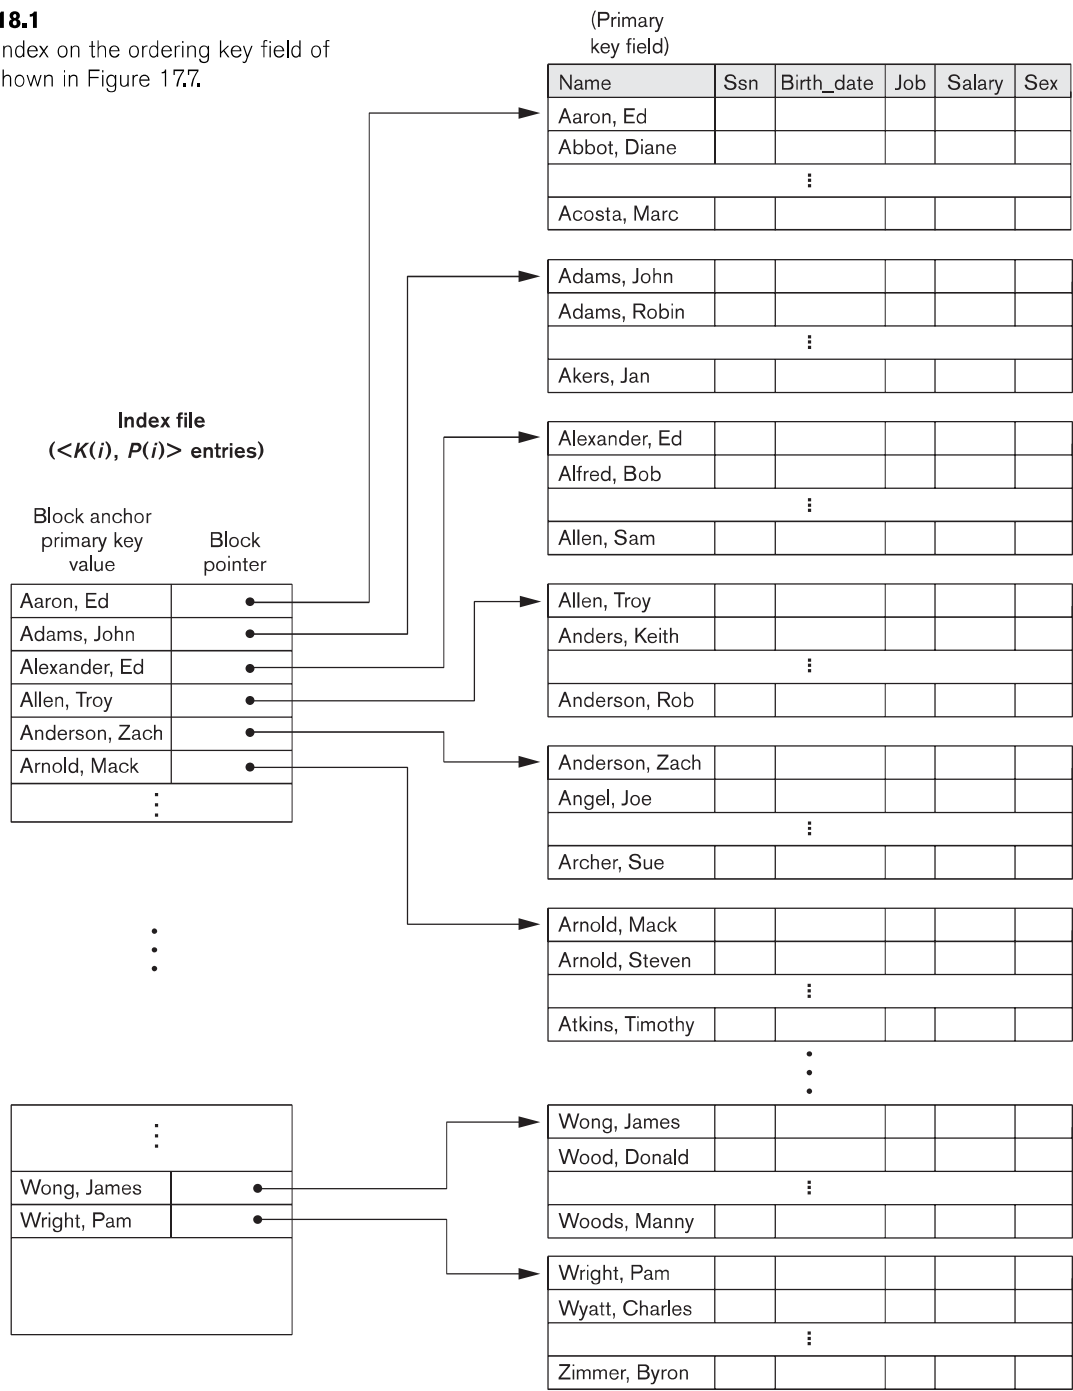 18.1
ndex on the ordering key field of
hown in Figure 17.7.
(Primary
key field)
Name Ssn Birth_date Job Salary Sex
Aaron, Ed
Abbot, Diane
Acosta, Marc
Adams, John
Adams, Robin
Akers, Jan
Alexander, Ed
Alfred, Bob
Allen, Sam
Allen, Troy
Anders, Keith
Anderson, Rob
Anderson, Zach
Angel, Joe
Archer, Sue
Arnold, Mack
Arnold, Steven
Atkins, Timothy
Wong, James
Wood, Donald
Woods, Manny
Wright, Pam
Wyatt, Charles
Zimmer, Byron
Index file
(<K(i), P(i)> entries)
Block anchor
primary key
value
Block
pointer
Aaron, Ed
Adams, John
Alexander, Ed
Allen, Troy
Anderson, Zach
Arnold, Mack
Wong, James
Wright, Pam